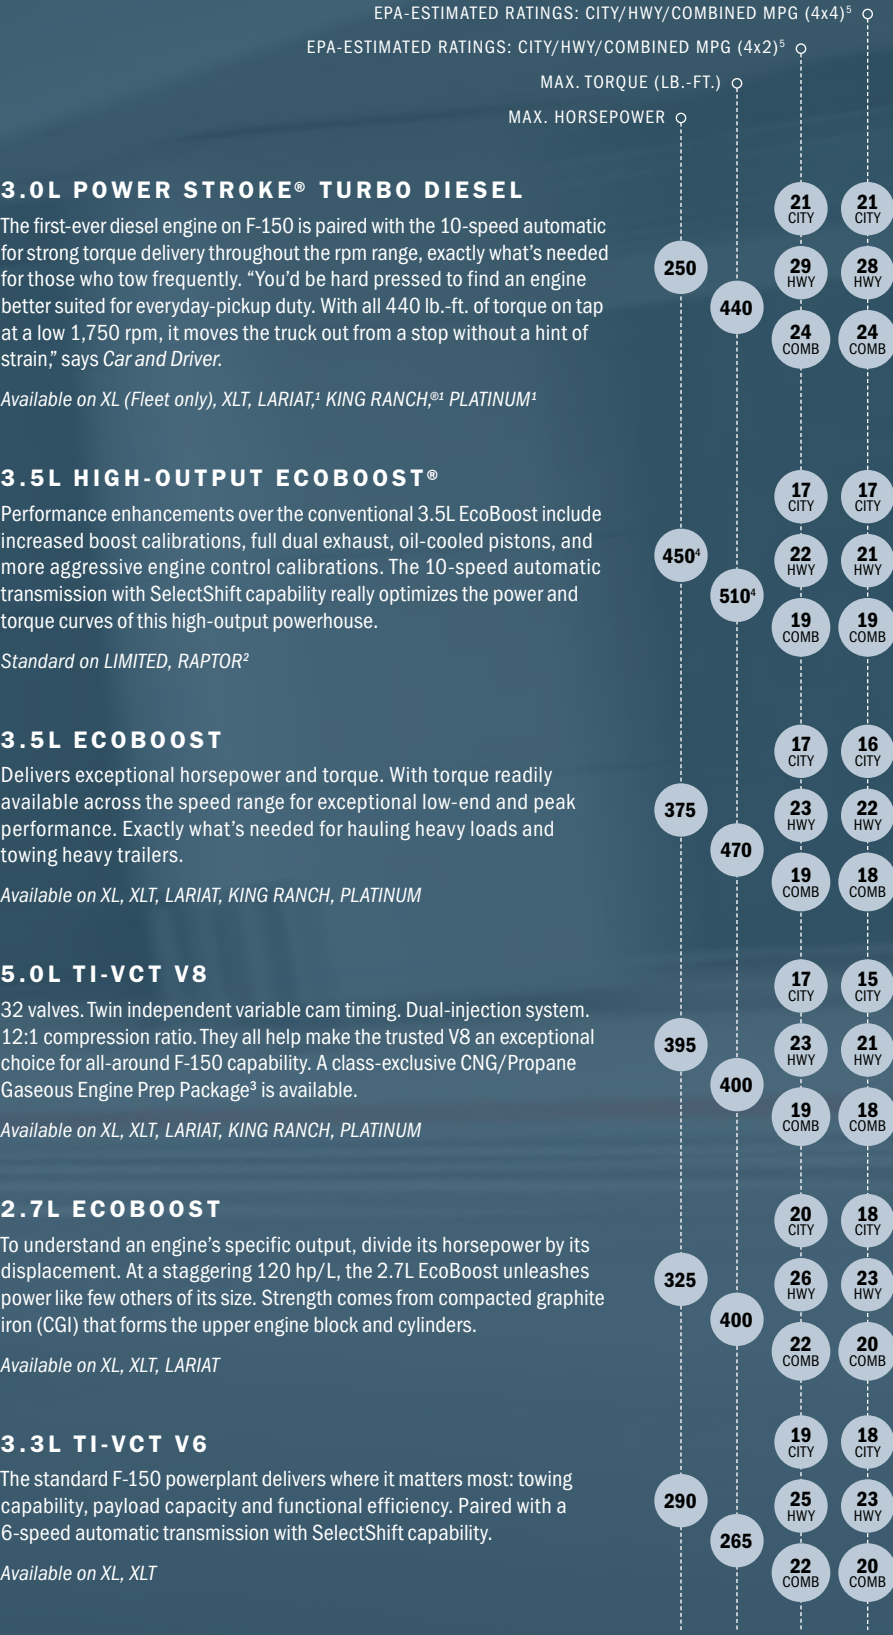 EPA-ESTIMATED RATINGS: CITY/HWY/COMBINED MPG (4x4)⁵
EPA-ESTIMATED RATINGS: CITY/HWY/COMBINED MPG (4x2)⁵
MAX. TORQUE (LB.-FT.)
MAX. HORSEPOWER
3.0L POWER STROKE® TURBO DIESEL
The first-ever diesel engine on F-150 is paired with the 10-speed automatic
for strong torque delivery throughout the rpm range, exactly what’s needed
for those who tow frequently. “You’d be hard pressed to find an engine
better suited for everyday-pickup duty. With all 440 lb.-ft. of torque on tap
at a low 1,750 rpm, it moves the truck out from a stop without a hint of
strain,” says Car and Driver.
Available on XL (Fleet only), XLT, LARIAT,¹ KING RANCH,®¹ PLATINUM¹
250
440
21 CITY
29 HWY
24 COMB
21 CITY
28 HWY
24 COMB
3.5L HIGH-OUTPUT ECOBOOST®
Performance enhancements over the conventional 3.5L EcoBoost include
increased boost calibrations, full dual exhaust, oil-cooled pistons, and
more aggressive engine control calibrations. The 10-speed automatic
transmission with SelectShift capability really optimizes the power and
torque curves of this high-output powerhouse.
Standard on LIMITED, RAPTOR²
450⁴
510⁴
17 CITY
22 HWY
19 COMB
17 CITY
21 HWY
19 COMB
3.5L ECOBOOST
Delivers exceptional horsepower and torque. With torque readily
available across the speed range for exceptional low-end and peak
performance. Exactly what’s needed for hauling heavy loads and
towing heavy trailers.
Available on XL, XLT, LARIAT, KING RANCH, PLATINUM
375
470
17 CITY
23 HWY
19 COMB
16 CITY
22 HWY
18 COMB
5.0L TI-VCT V8
32 valves. Twin independent variable cam timing. Dual-injection system.
12:1 compression ratio. They all help make the trusted V8 an exceptional
choice for all-around F-150 capability. A class-exclusive CNG/Propane
Gaseous Engine Prep Package³ is available.
Available on XL, XLT, LARIAT, KING RANCH, PLATINUM
395
400
17 CITY
23 HWY
19 COMB
15 CITY
21 HWY
18 COMB
2.7L ECOBOOST
To understand an engine’s specific output, divide its horsepower by its
displacement. At a staggering 120 hp/L, the 2.7L EcoBoost unleashes
power like few others of its size. Strength comes from compacted graphite
iron (CGI) that forms the upper engine block and cylinders.
Available on XL, XLT, LARIAT
325
400
20 CITY
26 HWY
22 COMB
18 CITY
23 HWY
20 COMB
3.3L TI-VCT V6
The standard F-150 powerplant delivers where it matters most: towing
capability, payload capacity and functional efficiency. Paired with a
6-speed automatic transmission with SelectShift capability.
Available on XL, XLT
290
265
19 CITY
25 HWY
22 COMB
18 CITY
23 HWY
20 COMB